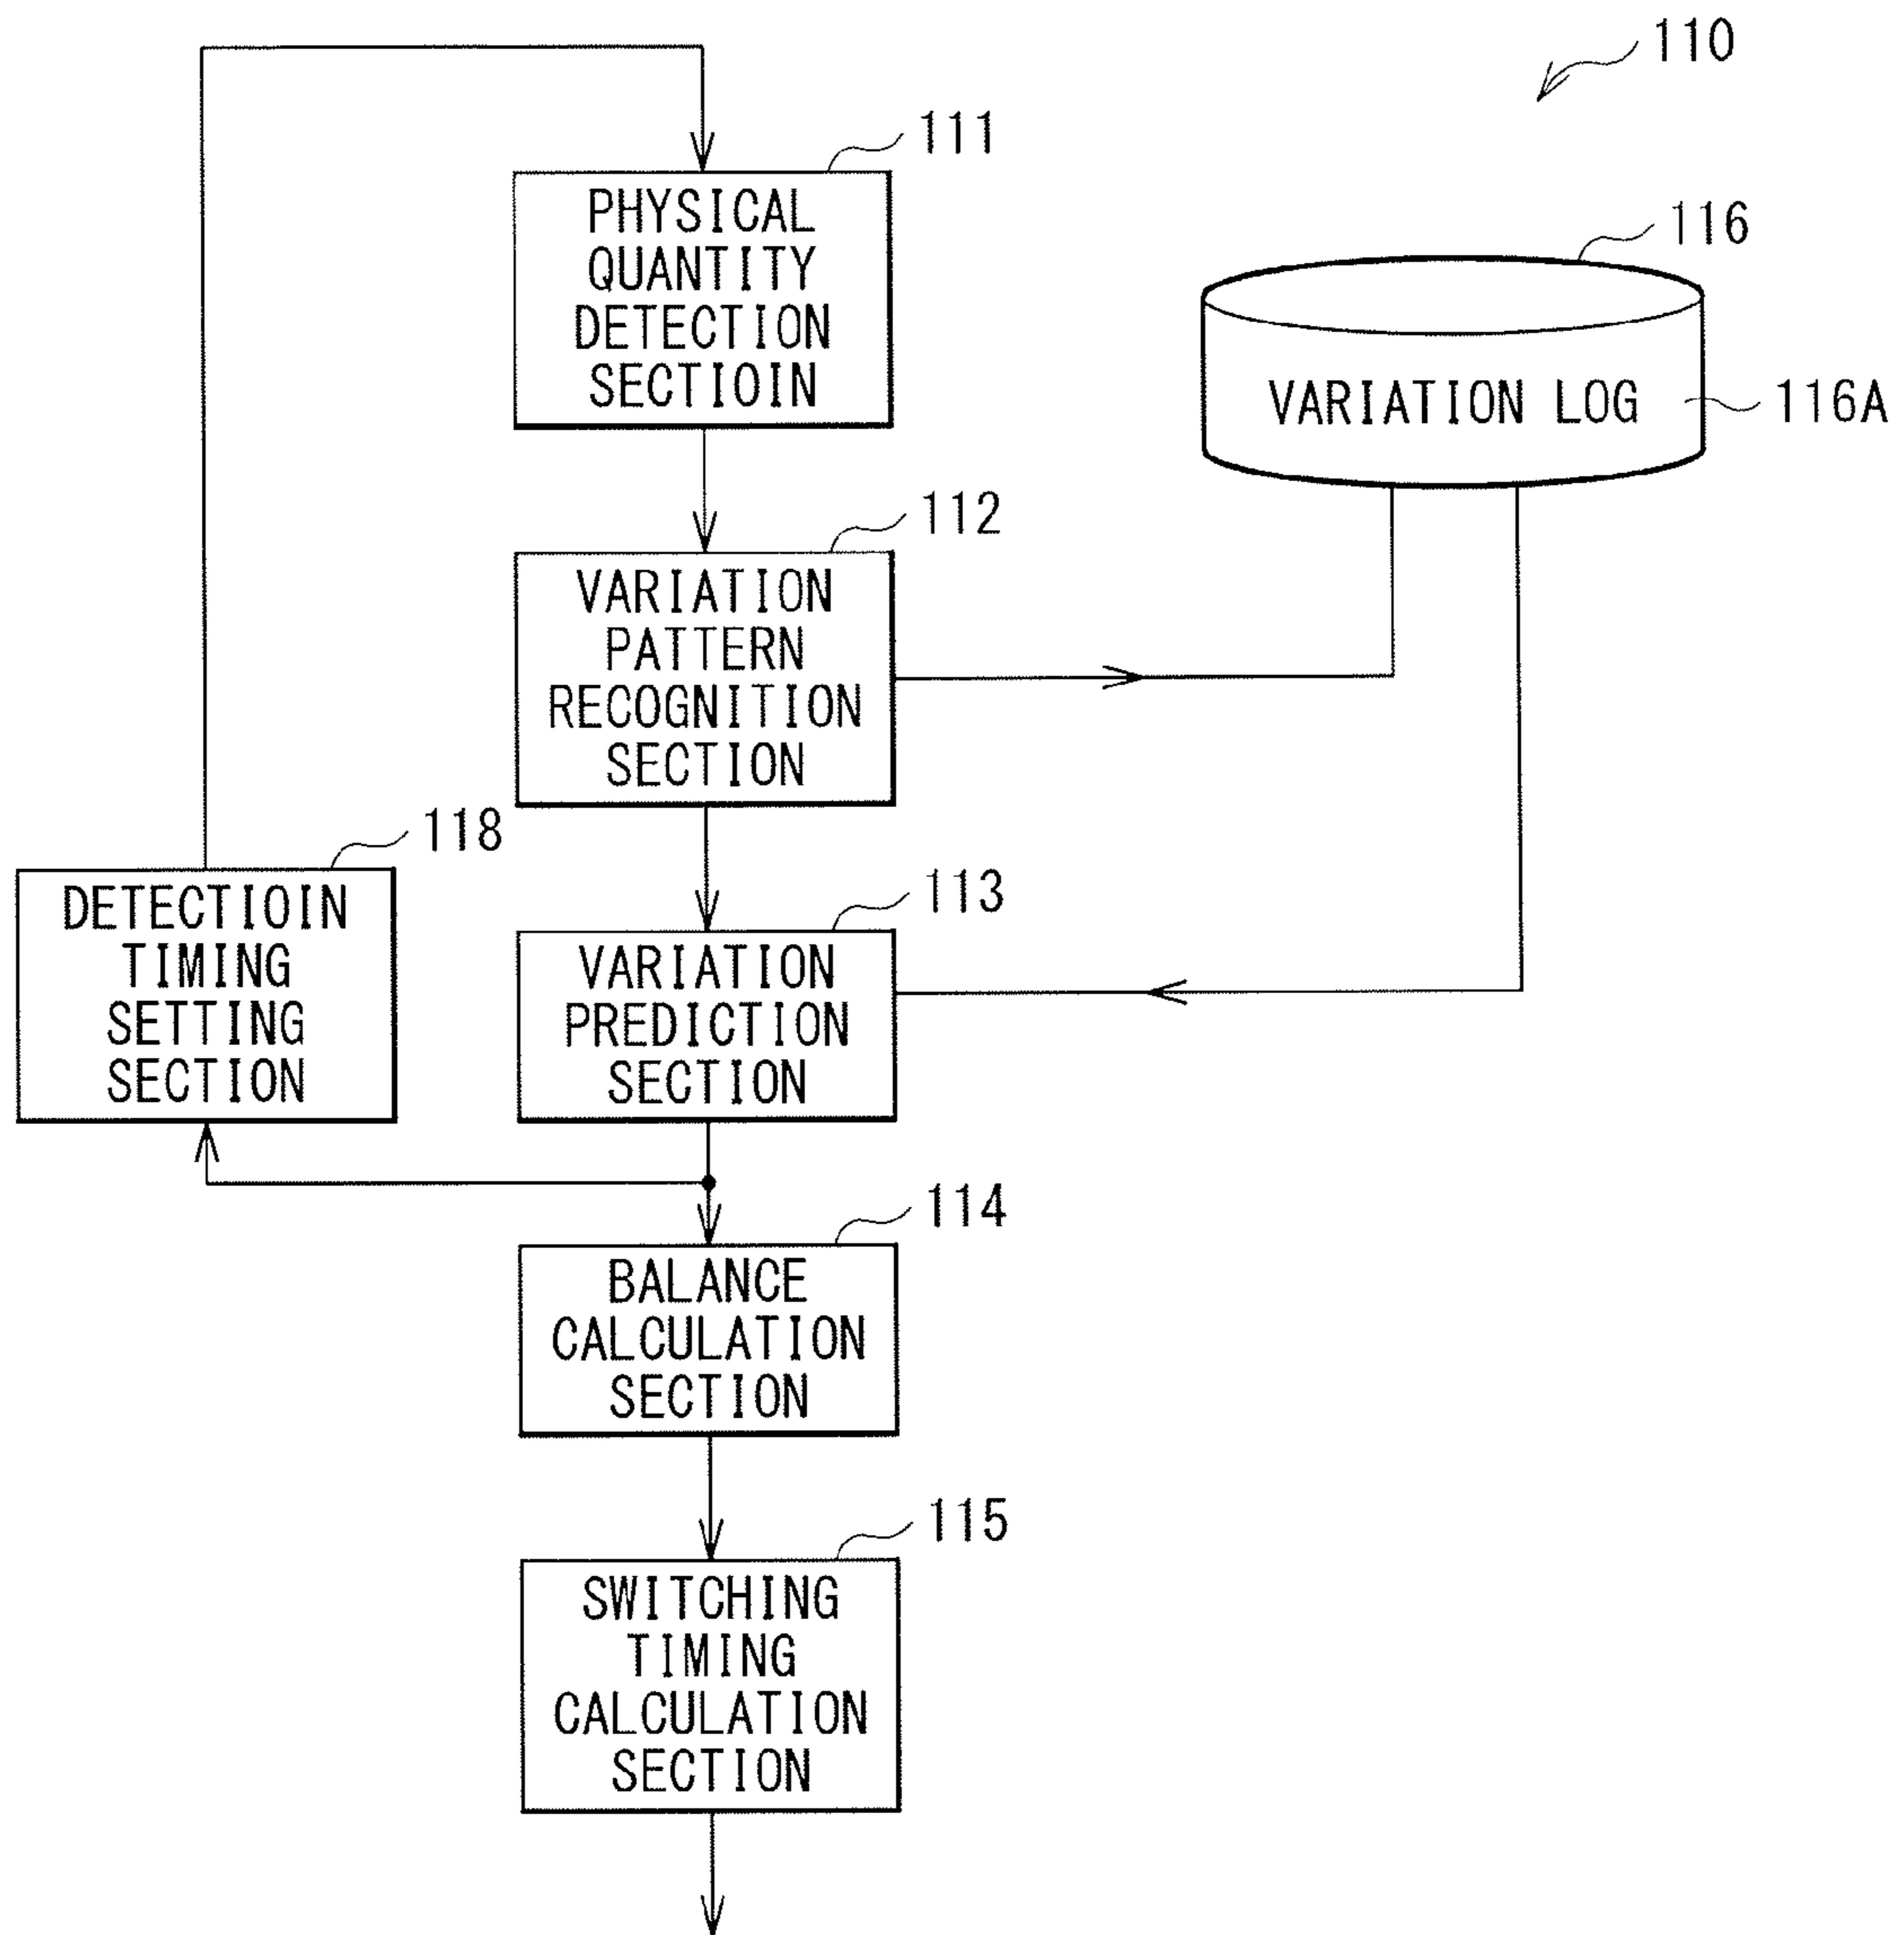 110
111
PHYSICAL
QUANTITY
DETECTION
SECTIOIN
116
VARIATION LOG
116A
112
VARIATION
PATTERN
RECOGNITION
SECTION
118
DETECTIOIN
TIMING
SETTING
SECTION
113
VARIATION
PREDICTION
SECTION
114
BALANCE
CALCULATION
SECTION
115
SWITCHING
TIMING
CALCULATION
SECTION